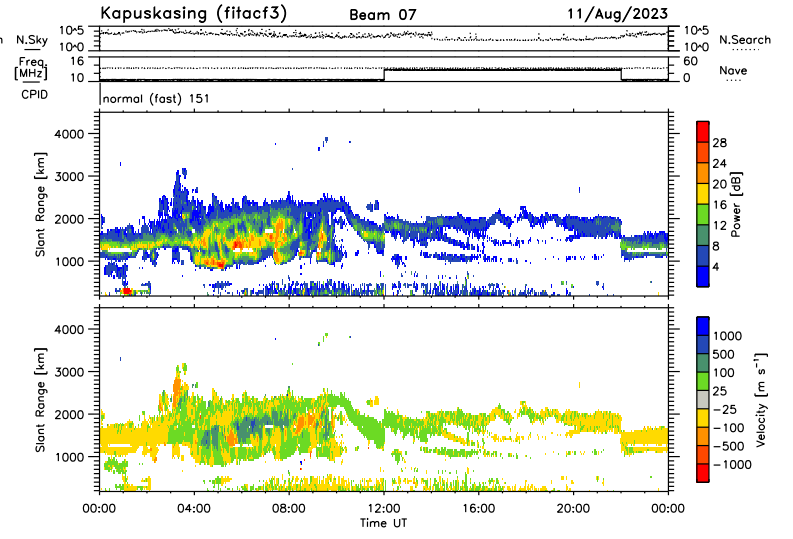 Kapuskasing (fitacf3) Beam 07 11/Aug/2023
N.Sky 10^5 10^0 10^5 10^0 N.Search
Freq. [MHz] 16 10 60 0 Nave
CPID normal (fast) 151
4000
3000
2000
1000
Slant Range [km]
28
24
20
16
12
8
4
Power [dB]
4000
3000
2000
1000
Slant Range [km]
1000
500
100
25
−25
−100
−500
−1000
Velocity [m s⁻¹]
00:00 04:00 08:00 12:00 16:00 20:00 00:00
Time UT